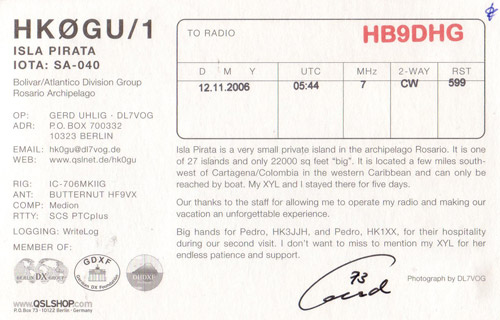 HKØGU/1
ISLA PIRATA
IOTA: SA-040
Bolivar/Atlantico Division Group
Rosario Archipelago
OP: GERD UHLIG - DL7VOG
ADR: P.O. BOX 700332
10323 BERLIN
EMAIL: hk0gu@dl7vog.de
WEB: www.qslnet.de/hk0gu
RIG: IC-706MKIIG
ANT: BUTTERNUT HF9VX
COMP: Medion
RTTY: SCS PTCplus
LOGGING: WriteLog
MEMBER OF:
GDXF
www.QSLSHOP.com
P.O. Box 73 - 10122 Berlin - Germany
TO RADIO HB9DHG
D M Y UTC MHz 2-WAY RST
12.11.2006 05:44 7 CW 599
Isla Pirata is a very small private island in the archipelago Rosario. It is one
of 27 islands and only 22000 sq feet "big". It is located a few miles south-
west of Cartagena/Colombia in the western Caribbean and can only be
reached by boat. My XYL and I stayed there for five days.
Our thanks to the staff for allowing me to operate my radio and making our
vacation an unforgettable experience.
Big hands for Pedro, HK3JJH, and Pedro, HK1XX, for their hospitality
during our second visit. I don't want to miss to mention my XYL for her
endless patience and support.
73
Gerd
Photograph by DL7VOG